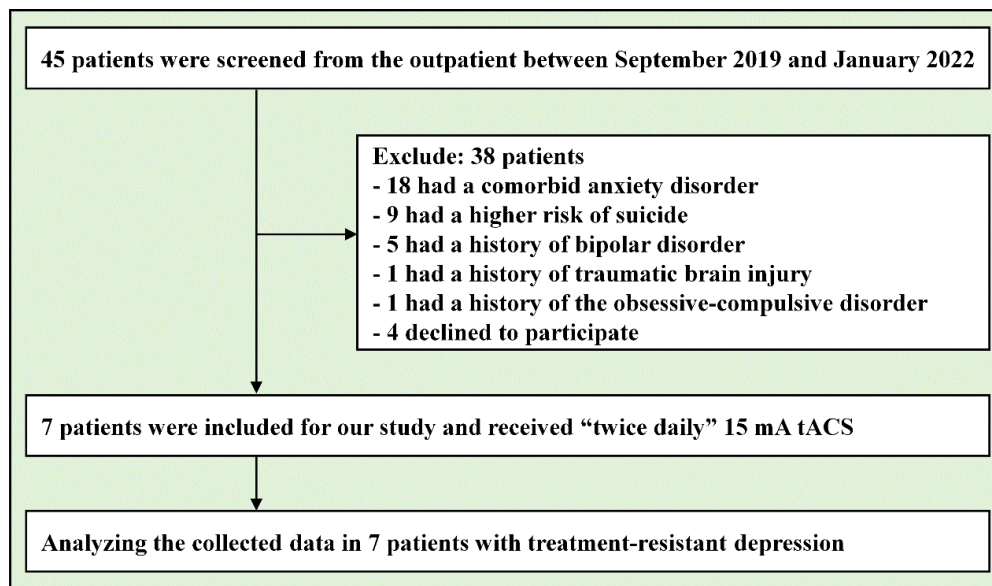 45 patients were screened from the outpatient between September 2019 and January 2022
Exclude: 38 patients
- 18 had a comorbid anxiety disorder
- 9 had a higher risk of suicide
- 5 had a history of bipolar disorder
- 1 had a history of traumatic brain injury
- 1 had a history of the obsessive-compulsive disorder
- 4 declined to participate
7 patients were included for our study and received “twice daily” 15 mA tACS
Analyzing the collected data in 7 patients with treatment-resistant depression